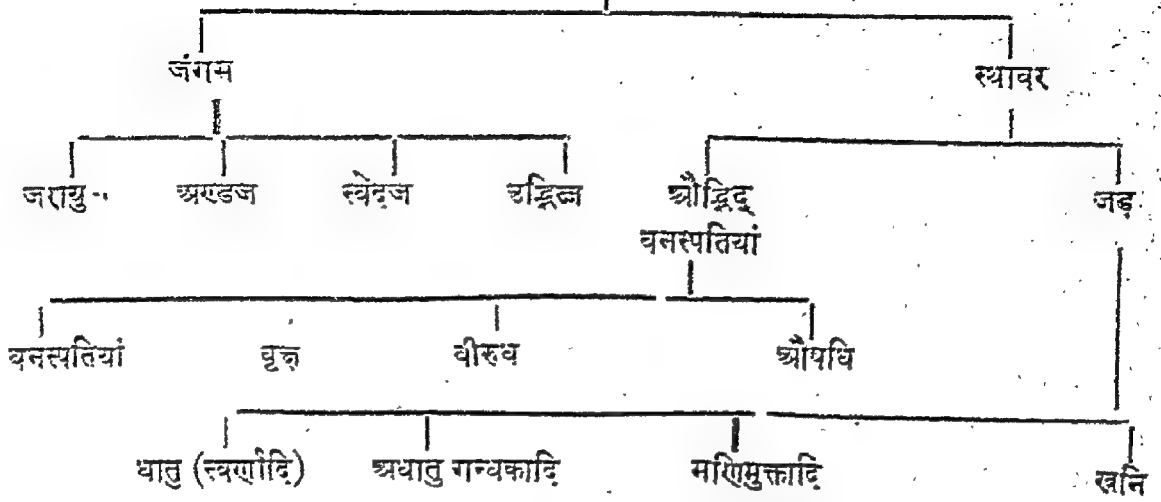 जंगम स्थावर
जरायु-- अण्डज स्वेदज उद्भिज्ज औद्भिद् जड़
वनस्पतियां
वनस्पतियां वृक्ष वीरुध औषधि
धातु (स्वर्णादि) अधातु गन्धकादि मणिमुक्तादि खनि